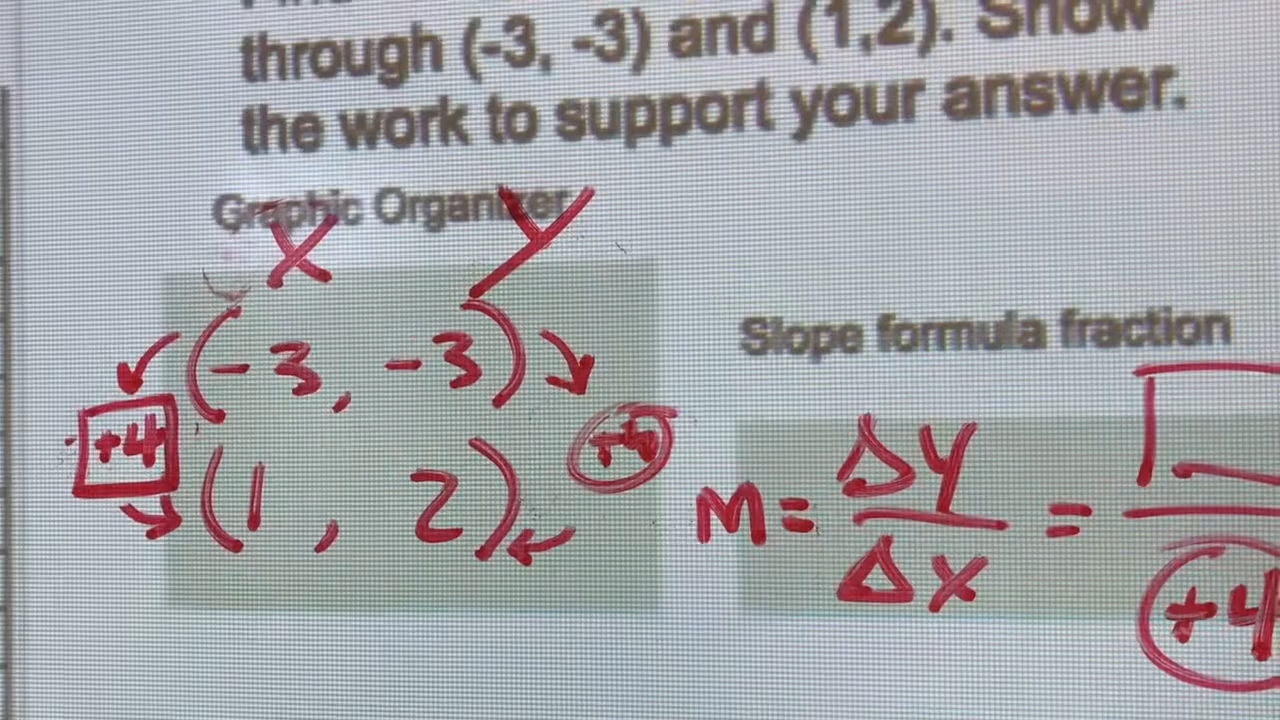 through (-3, -3) and (1,2). Show
the work to support your answer.
Graphic Organizer
X Y
(-3, -3)
+4
(1, 2)
Slope formula fraction
M = Δy/Δx =
+4